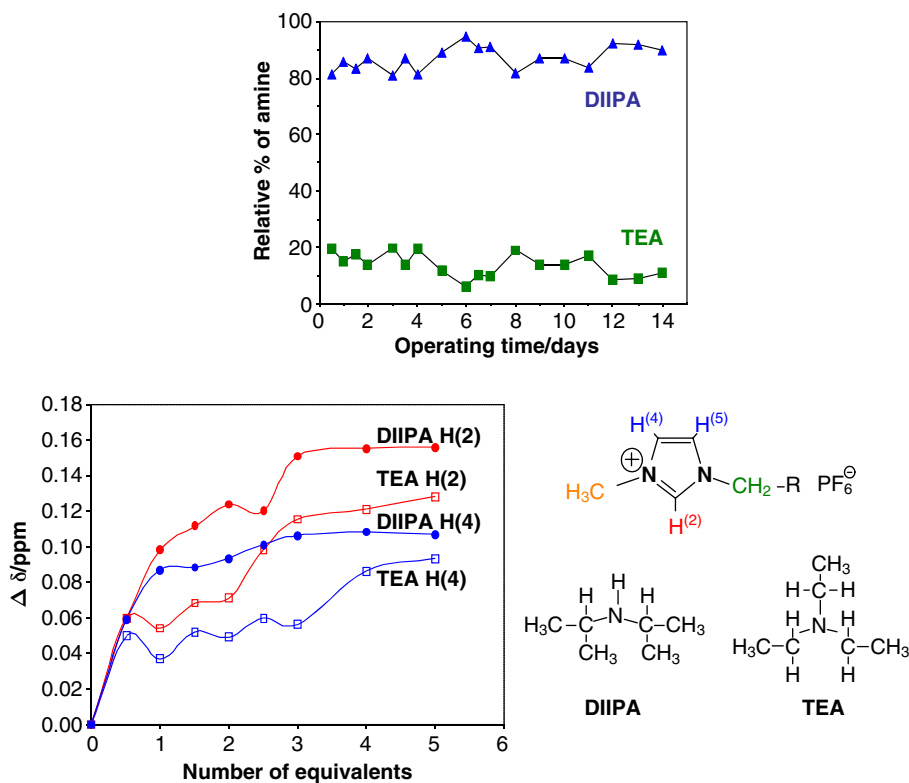 Relative % of amine
100
80
60
40
20
0
DIIPA
TEA
0 2 4 6 8 10 12 14
Operating time/days
Δ δ/ppm
0.18
0.16
0.14
0.12
0.10
0.08
0.06
0.04
0.02
0.00
DIIPA H(2)
TEA H(2)
DIIPA H(4)
TEA H(4)
0 1 2 3 4 5 6
Number of equivalents
H(4) H(5)
⊕
N N
H3C CH2-R PF6⊖
H(2)
H
H N H
H3C C C CH3
CH3 CH3
DIIPA
CH3
H-C-H
H N H
H3C C C CH3
H H
TEA